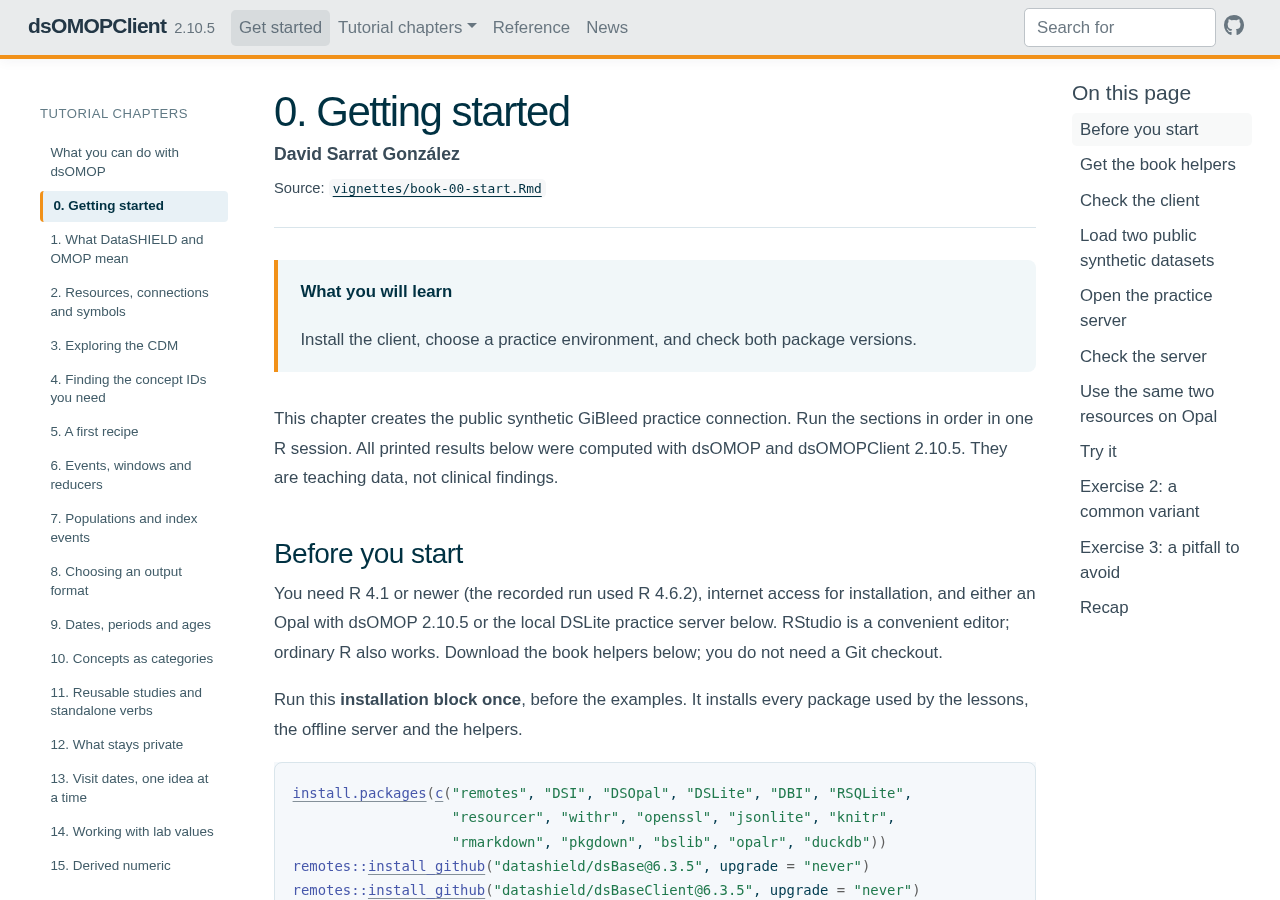 dsOMOPClient 2.10.5 Get started Tutorial chapters Reference News Search for
TUTORIAL CHAPTERS
What you can do with
dsOMOP
0. Getting started
1. What DataSHIELD and
OMOP mean
2. Resources, connections
and symbols
3. Exploring the CDM
4. Finding the concept IDs
you need
5. A first recipe
6. Events, windows and
reducers
7. Populations and index
events
8. Choosing an output
format
9. Dates, periods and ages
10. Concepts as categories
11. Reusable studies and
standalone verbs
12. What stays private
13. Visit dates, one idea at
a time
14. Working with lab values
15. Derived numeric
0. Getting started
David Sarrat González
Source: vignettes/book-00-start.Rmd
What you will learn
Install the client, choose a practice environment, and check both package versions.
This chapter creates the public synthetic GiBleed practice connection. Run the sections in order in one
R session. All printed results below were computed with dsOMOP and dsOMOPClient 2.10.5. They
are teaching data, not clinical findings.
Before you start
You need R 4.1 or newer (the recorded run used R 4.6.2), internet access for installation, and either an
Opal with dsOMOP 2.10.5 or the local DSLite practice server below. RStudio is a convenient editor;
ordinary R also works. Download the book helpers below; you do not need a Git checkout.
Run this installation block once, before the examples. It installs every package used by the lessons,
the offline server and the helpers.
install.packages(c("remotes", "DSI", "DSOpal", "DSLite", "DBI", "RSQLite",
"resourcer", "withr", "openssl", "jsonlite", "knitr",
"rmarkdown", "pkgdown", "bslib", "opalr", "duckdb"))
remotes::install_github("datashield/dsBase@6.3.5", upgrade = "never")
remotes::install_github("datashield/dsBaseClient@6.3.5", upgrade = "never")
On this page
Before you start
Get the book helpers
Check the client
Load two public
synthetic datasets
Open the practice
server
Check the server
Use the same two
resources on Opal
Try it
Exercise 2: a
common variant
Exercise 3: a pitfall to
avoid
Recap